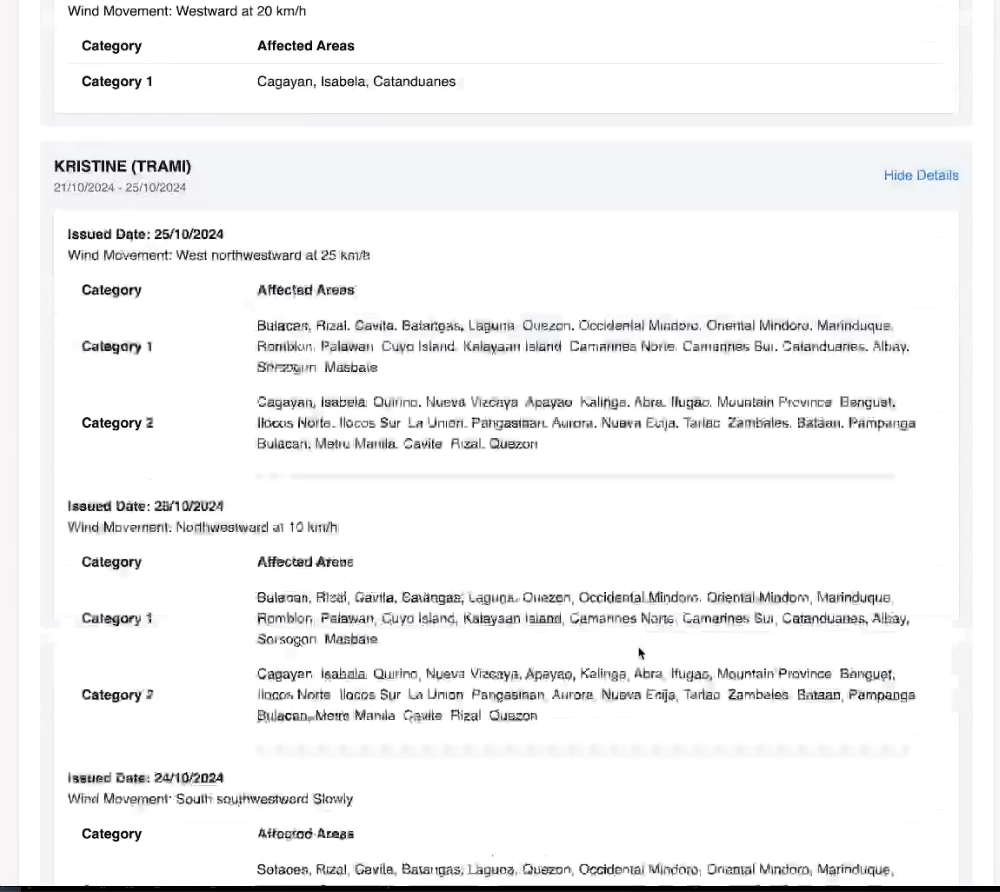 Wind Movement: Westward at 20 km/h
Category Affected Areas
Category 1 Cagayan, Isabela, Catanduanes
KRISTINE (TRAMI)
21/10/2024 - 25/10/2024
Hide Details
Issued Date: 25/10/2024
Wind Movement: West northwestward at 25 km/h
Category Affected Areas
Bulacan, Rizal, Cavite, Batangas, Laguna Quezon, Occidental Mindoro, Oriental Mindoro, Marinduque,
Category 1 Romblon, Palawan Cuyo Island Kalayaan Island Camarines Norte, Camarines Sur, Catanduanes, Albay,
Sorsogon Masbate
Cagayan, Isabela Quirino, Nueva Vizcaya Apayao Kalinga, Abra, Ifugao, Mountain Province Benguet,
Category 2 Ilocos Norte, Ilocos Sur La Union, Pangasinan, Aurora, Nueva Ecija, Tarlac Zambales, Bataan, Pampanga
Bulacan, Metro Manila, Cavite Rizal, Quezon
Issued Date: /10/2024
Wind Movement: Northwestward at 10 km/h
Category Affected Areas
Bulacan, Rizal, Cavite, Batangas, Laguna, Quezon, Occidental Mindoro, Oriental Mindoro, Marinduque,
Category 1 Romblon Palawan, Cuyo Island, Kalayaan Island, Camarines Norte, Camarines Sur, Catanduanes, Albay,
Sorsogon Masbate
Cagayan Isabela Quirino, Nueva Vizcaya, Apayao, Kalinga, Abra, Ifugao, Mountain Province Benguet,
Category 2 Ilocos Norte Ilocos Sur La Union Pangasinan Aurora, Nueva Ecija, Tarlac Zambales Bataan, Pampanga
Bulacan, Metro Manila Cavite Rizal Quezon
Issued Date: 24/10/2024
Wind Movement: South southwestward Slowly
Category Affected Areas
Rizal, Cavite, Batangas, Laguna, Quezon, Occidental Mindoro, Oriental Mindoro, Marinduque,